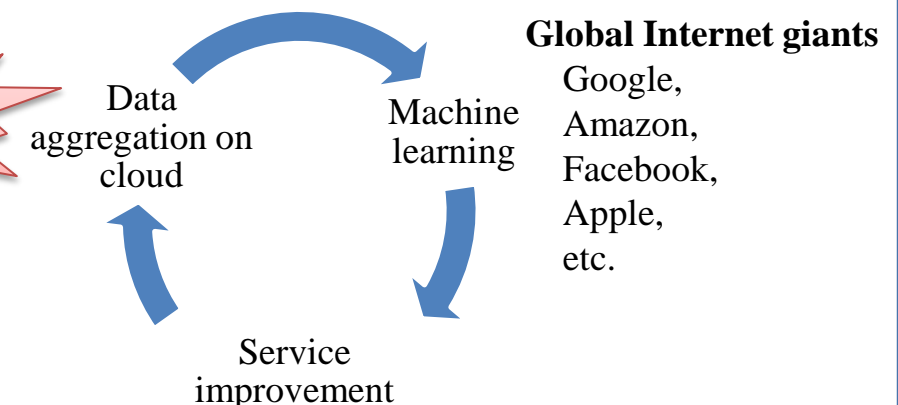 Global Internet giants
Google,
Amazon,
Facebook,
Apple,
etc.
Data
aggregation on
cloud
Machine
learning
Service
improvement